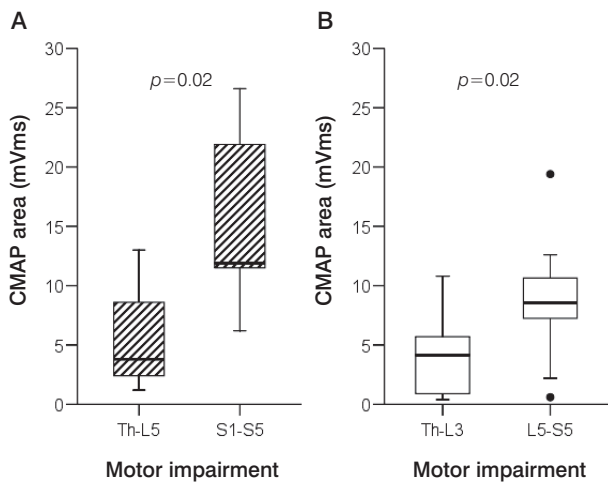 A
CMAP area (mVms)
30
25
20
15
10
5
0
p=0.02
Th-L5 S1-S5
Motor impairment
B
CMAP area (mVms)
30
25
20
15
10
5
0
p=0.02
Th-L3 L5-S5
Motor impairment